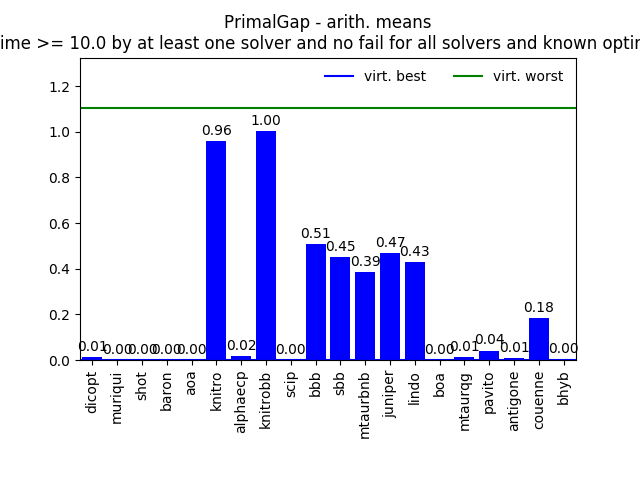 PrimalGap - arith. means
ime >= 10.0 by at least one solver and no fail for all solvers and known optim
virt. best
virt. worst
1.2
1.0
0.8
0.6
0.4
0.2
0.0
0.01
0.00
0.00
0.00
0.00
0.96
0.02
1.00
0.00
0.51
0.45
0.39
0.47
0.43
0.00
0.01
0.04
0.01
0.18
0.00
dicopt
muriqui
shot
baron
aoa
knitro
alphaecp
knitrobb
scip
bbb
sbb
mtaurbnb
juniper
lindo
boa
mtaurqg
pavito
antigone
couenne
bhyb